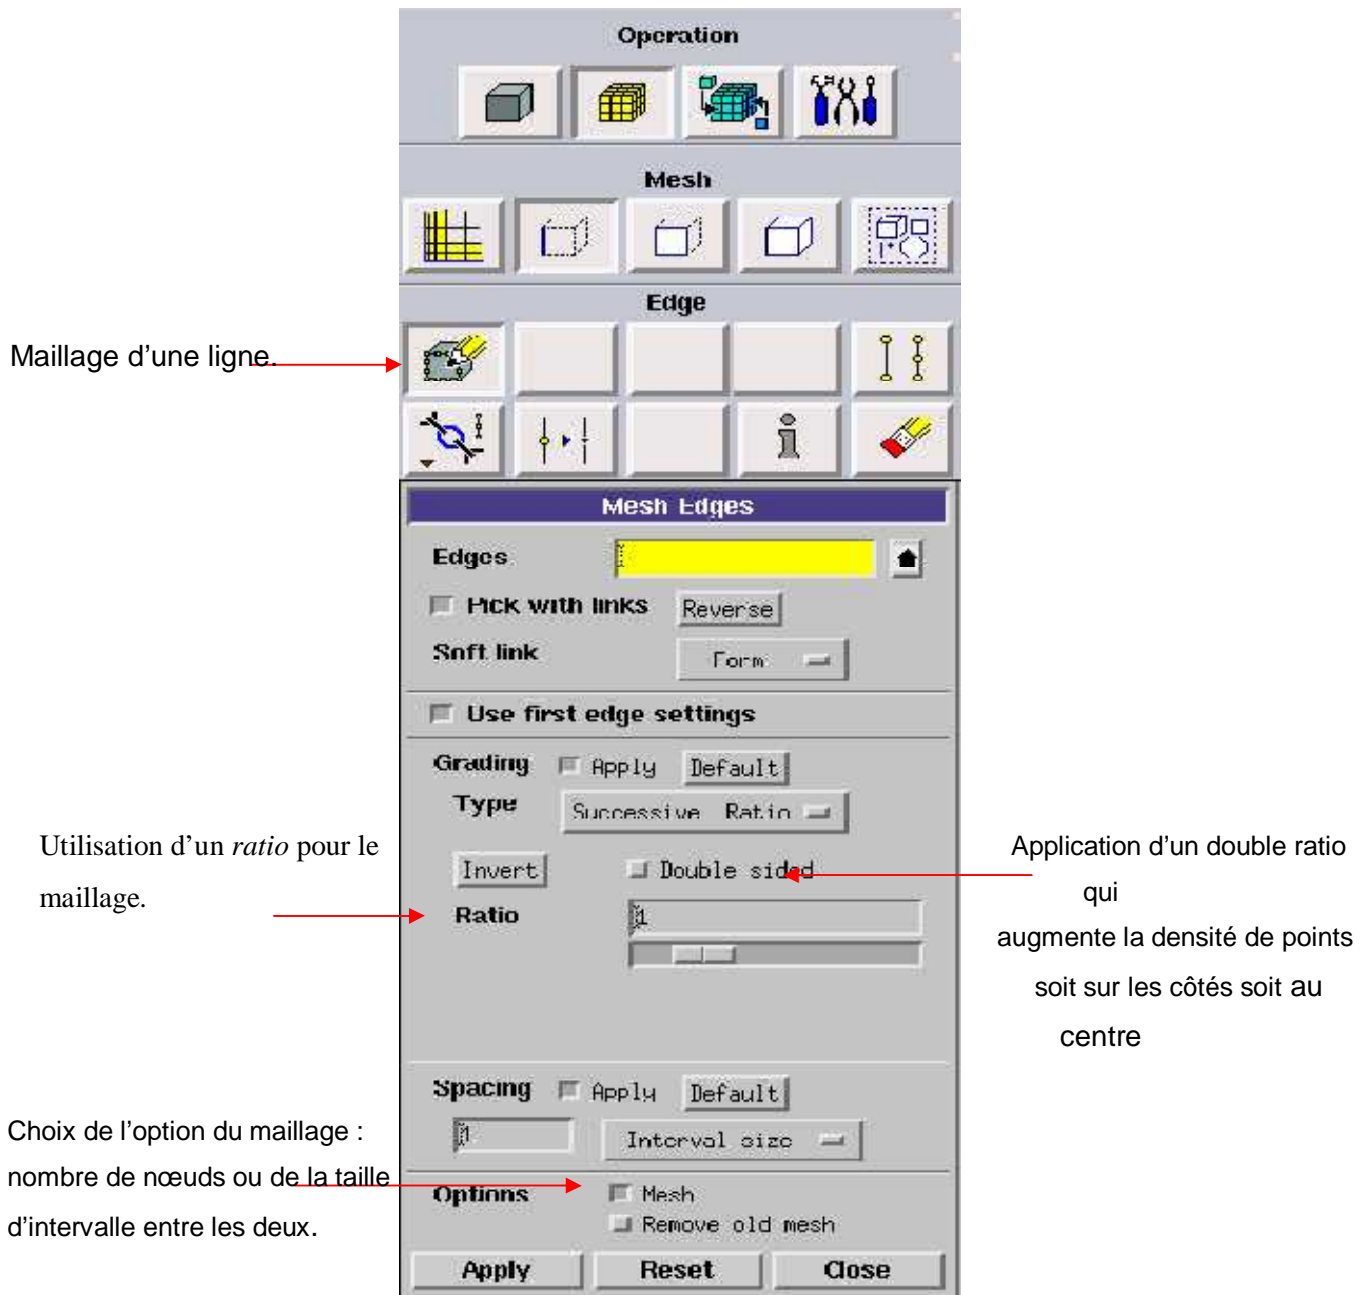 Operation
Mesh
Edge
Maillage d’une ligne.
Mesh Edges
Edges
Pick with links Reverse
Soft link Form
Use first edge settings
Grading Apply Default
Type Successive Ratio
Utilisation d’un ratio pour le
maillage.
Invert Double sided
Ratio 1
Application d’un double ratio
qui
augmente la densité de points
soit sur les côtés soit au
centre
Spacing Apply Default
1 Interval size
Choix de l’option du maillage :
nombre de nœuds ou de la taille
d’intervalle entre les deux.
Options Mesh
Remove old mesh
Apply Reset Close